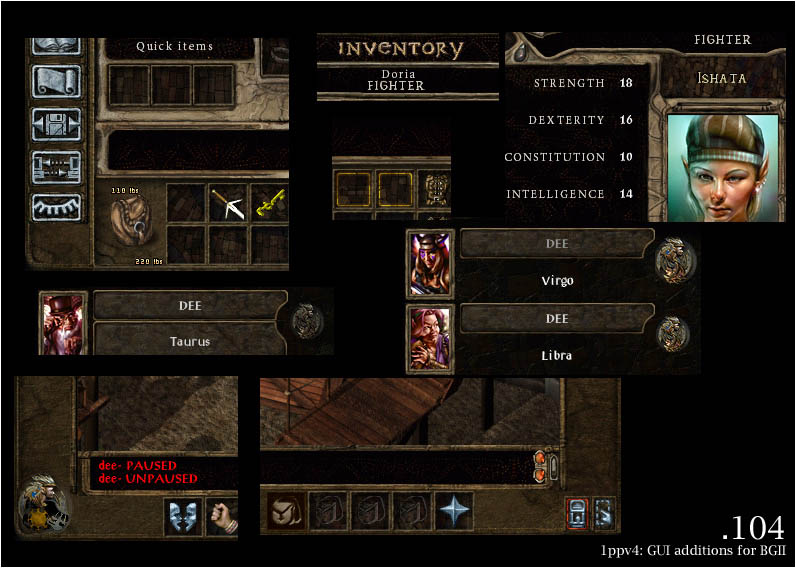 Quick items
110 lbs
220 lbs
INVENTORY
Doria
FIGHTER
FIGHTER
ISHATA
STRENGTH 18
DEXTERITY 16
CONSTITUTION 10
INTELLIGENCE 14
DEE
Virgo
DEE
Libra
DEE
Taurus
dee- PAUSED
dee- UNPAUSED
.104
1ppv4: GUI additions for BGII